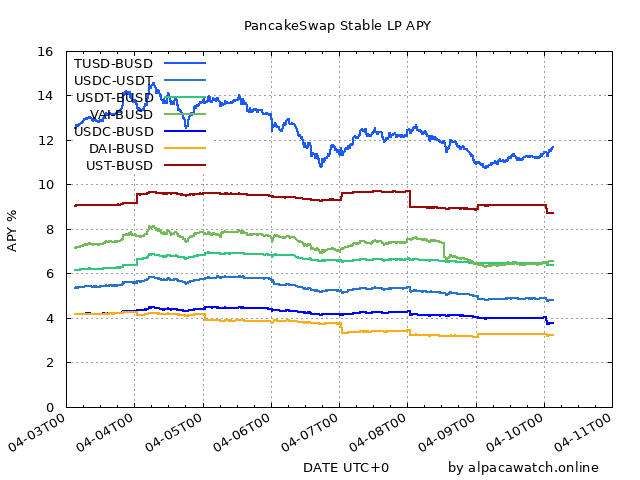 PancakeSwap Stable LP APY
16
14
12
10
8
6
4
2
0
APY %
TUSD-BUSD
USDC-USDT
USDT-BUSD
VAI-BUSD
USDC-BUSD
DAI-BUSD
UST-BUSD
04-03T00
04-04T00
04-05T00
04-06T00
04-07T00
04-08T00
04-09T00
04-10T00
04-11T00
DATE UTC+0
by alpacawatch.online